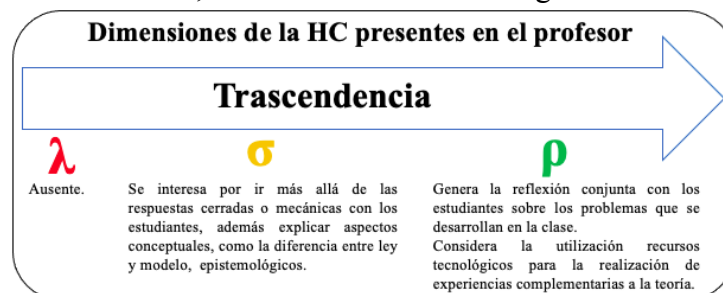 Dimensiones de la HC presentes en el profesor
Trascendencia
λ σ ρ
Ausente.
Se interesa por ir más allá de las
respuestas cerradas o mecánicas con los
estudiantes, además explicar aspectos
conceptuales, como la diferencia entre ley
y modelo, epistemológicos.
Genera la reflexión conjunta con los
estudiantes sobre los problemas que se
desarrollan en la clase.
Considera la utilización recursos
tecnológicos para la realización de
experiencias complementarias a la teoría.